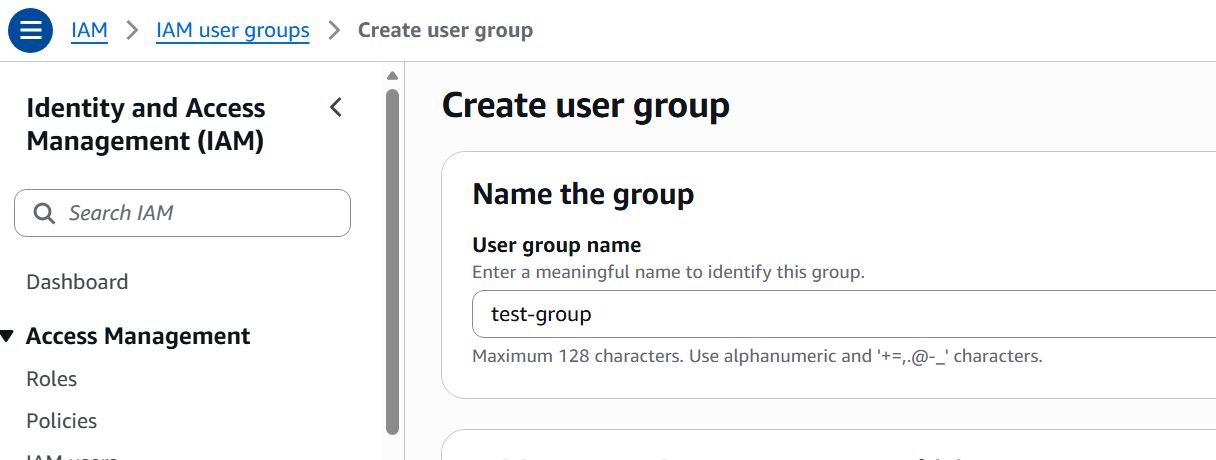 IAM > IAM user groups > Create user group
Identity and Access
Management (IAM)
Search IAM
Dashboard
Access Management
Roles
Policies
Create user group
Name the group
User group name
Enter a meaningful name to identify this group.
test-group
Maximum 128 characters. Use alphanumeric and '+=,.@-_' characters.